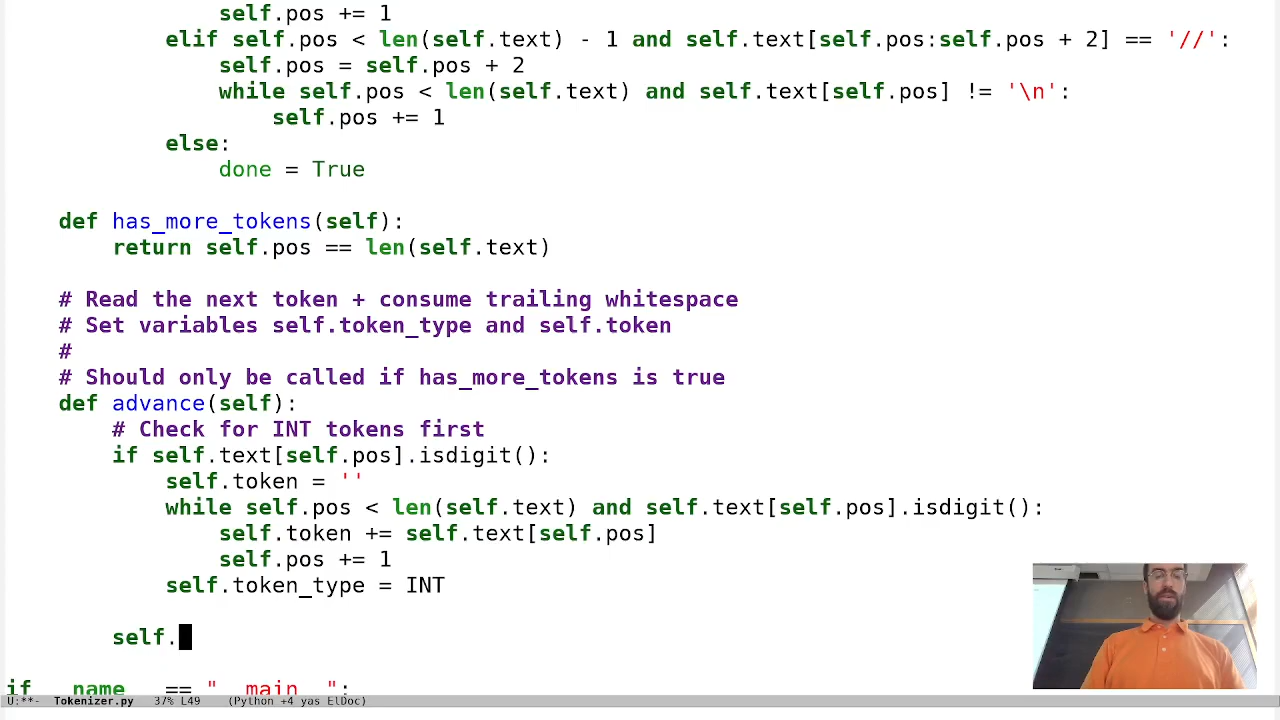 self.pos += 1
elif self.pos < len(self.text) - 1 and self.text[self.pos:self.pos + 2] == '//':
self.pos = self.pos + 2
while self.pos < len(self.text) and self.text[self.pos] != '\n':
self.pos += 1
else:
done = True
def has_more_tokens(self):
return self.pos == len(self.text)
# Read the next token + consume trailing whitespace
# Set variables self.token_type and self.token
#
# Should only be called if has_more_tokens is true
def advance(self):
# Check for INT tokens first
if self.text[self.pos].isdigit():
self.token = ''
while self.pos < len(self.text) and self.text[self.pos].isdigit():
self.token += self.text[self.pos]
self.pos += 1
self.token_type = INT
self.
if __name__ == "__main__":
U:**- Tokenizer.py 37% L49 (Python +4 yas ElDoc)